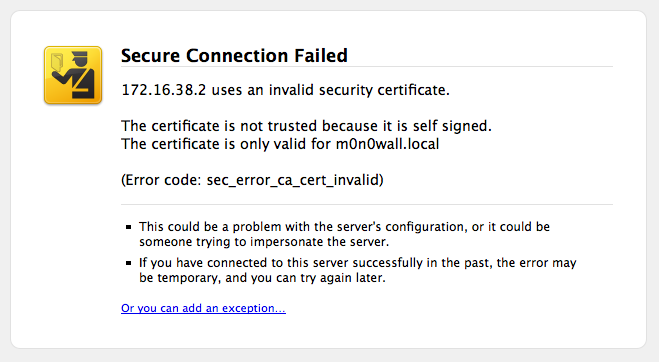 Secure Connection Failed
172.16.38.2 uses an invalid security certificate.
The certificate is not trusted because it is self signed.
The certificate is only valid for m0n0wall.local
(Error code: sec_error_ca_cert_invalid)
This could be a problem with the server's configuration, or it could be
someone trying to impersonate the server.
If you have connected to this server successfully in the past, the error may
be temporary, and you can try again later.
Or you can add an exception...